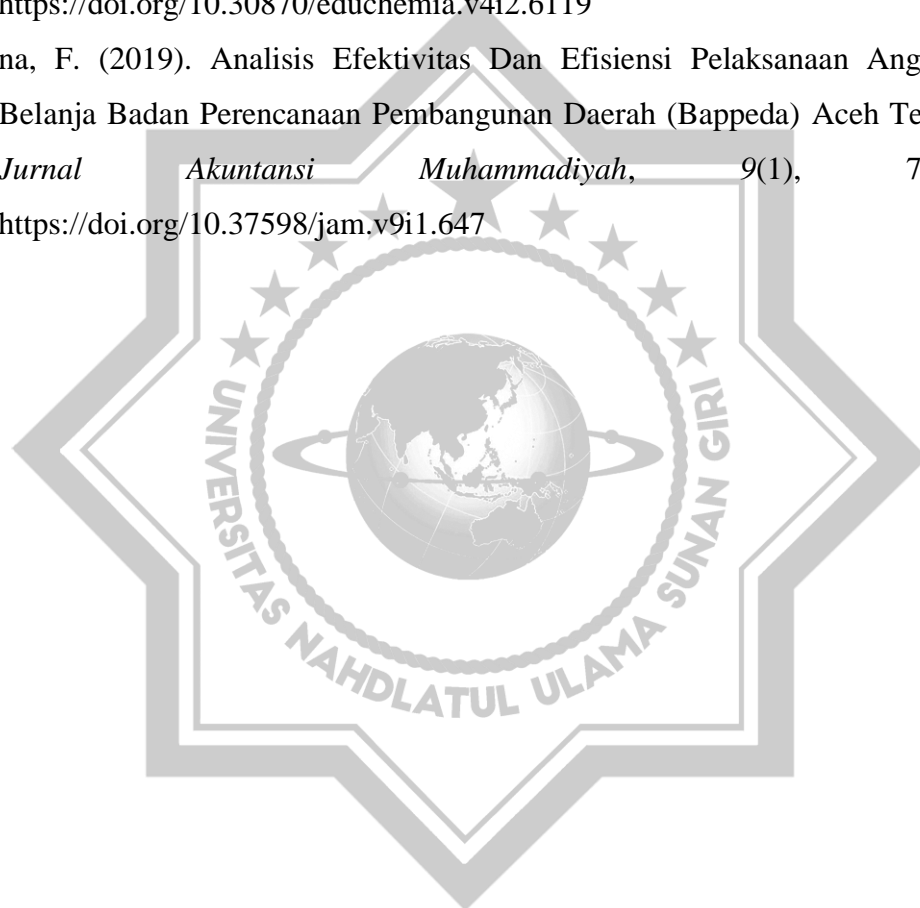 https://doi.org/10.30870/educhemia.v4i2.6119
na, F. (2019). Analisis Efektivitas Dan Efisiensi Pelaksanaan Ang
Belanja Badan Perencanaan Pembangunan Daerah (Bappeda) Aceh Te
Jurnal Akuntansi Muhammadiyah, 9(1), 7
https://doi.org/10.37598/jam.v9i1.647
UNIVERSITAS NAHDLATUL ULAMA SUNAN GIRI